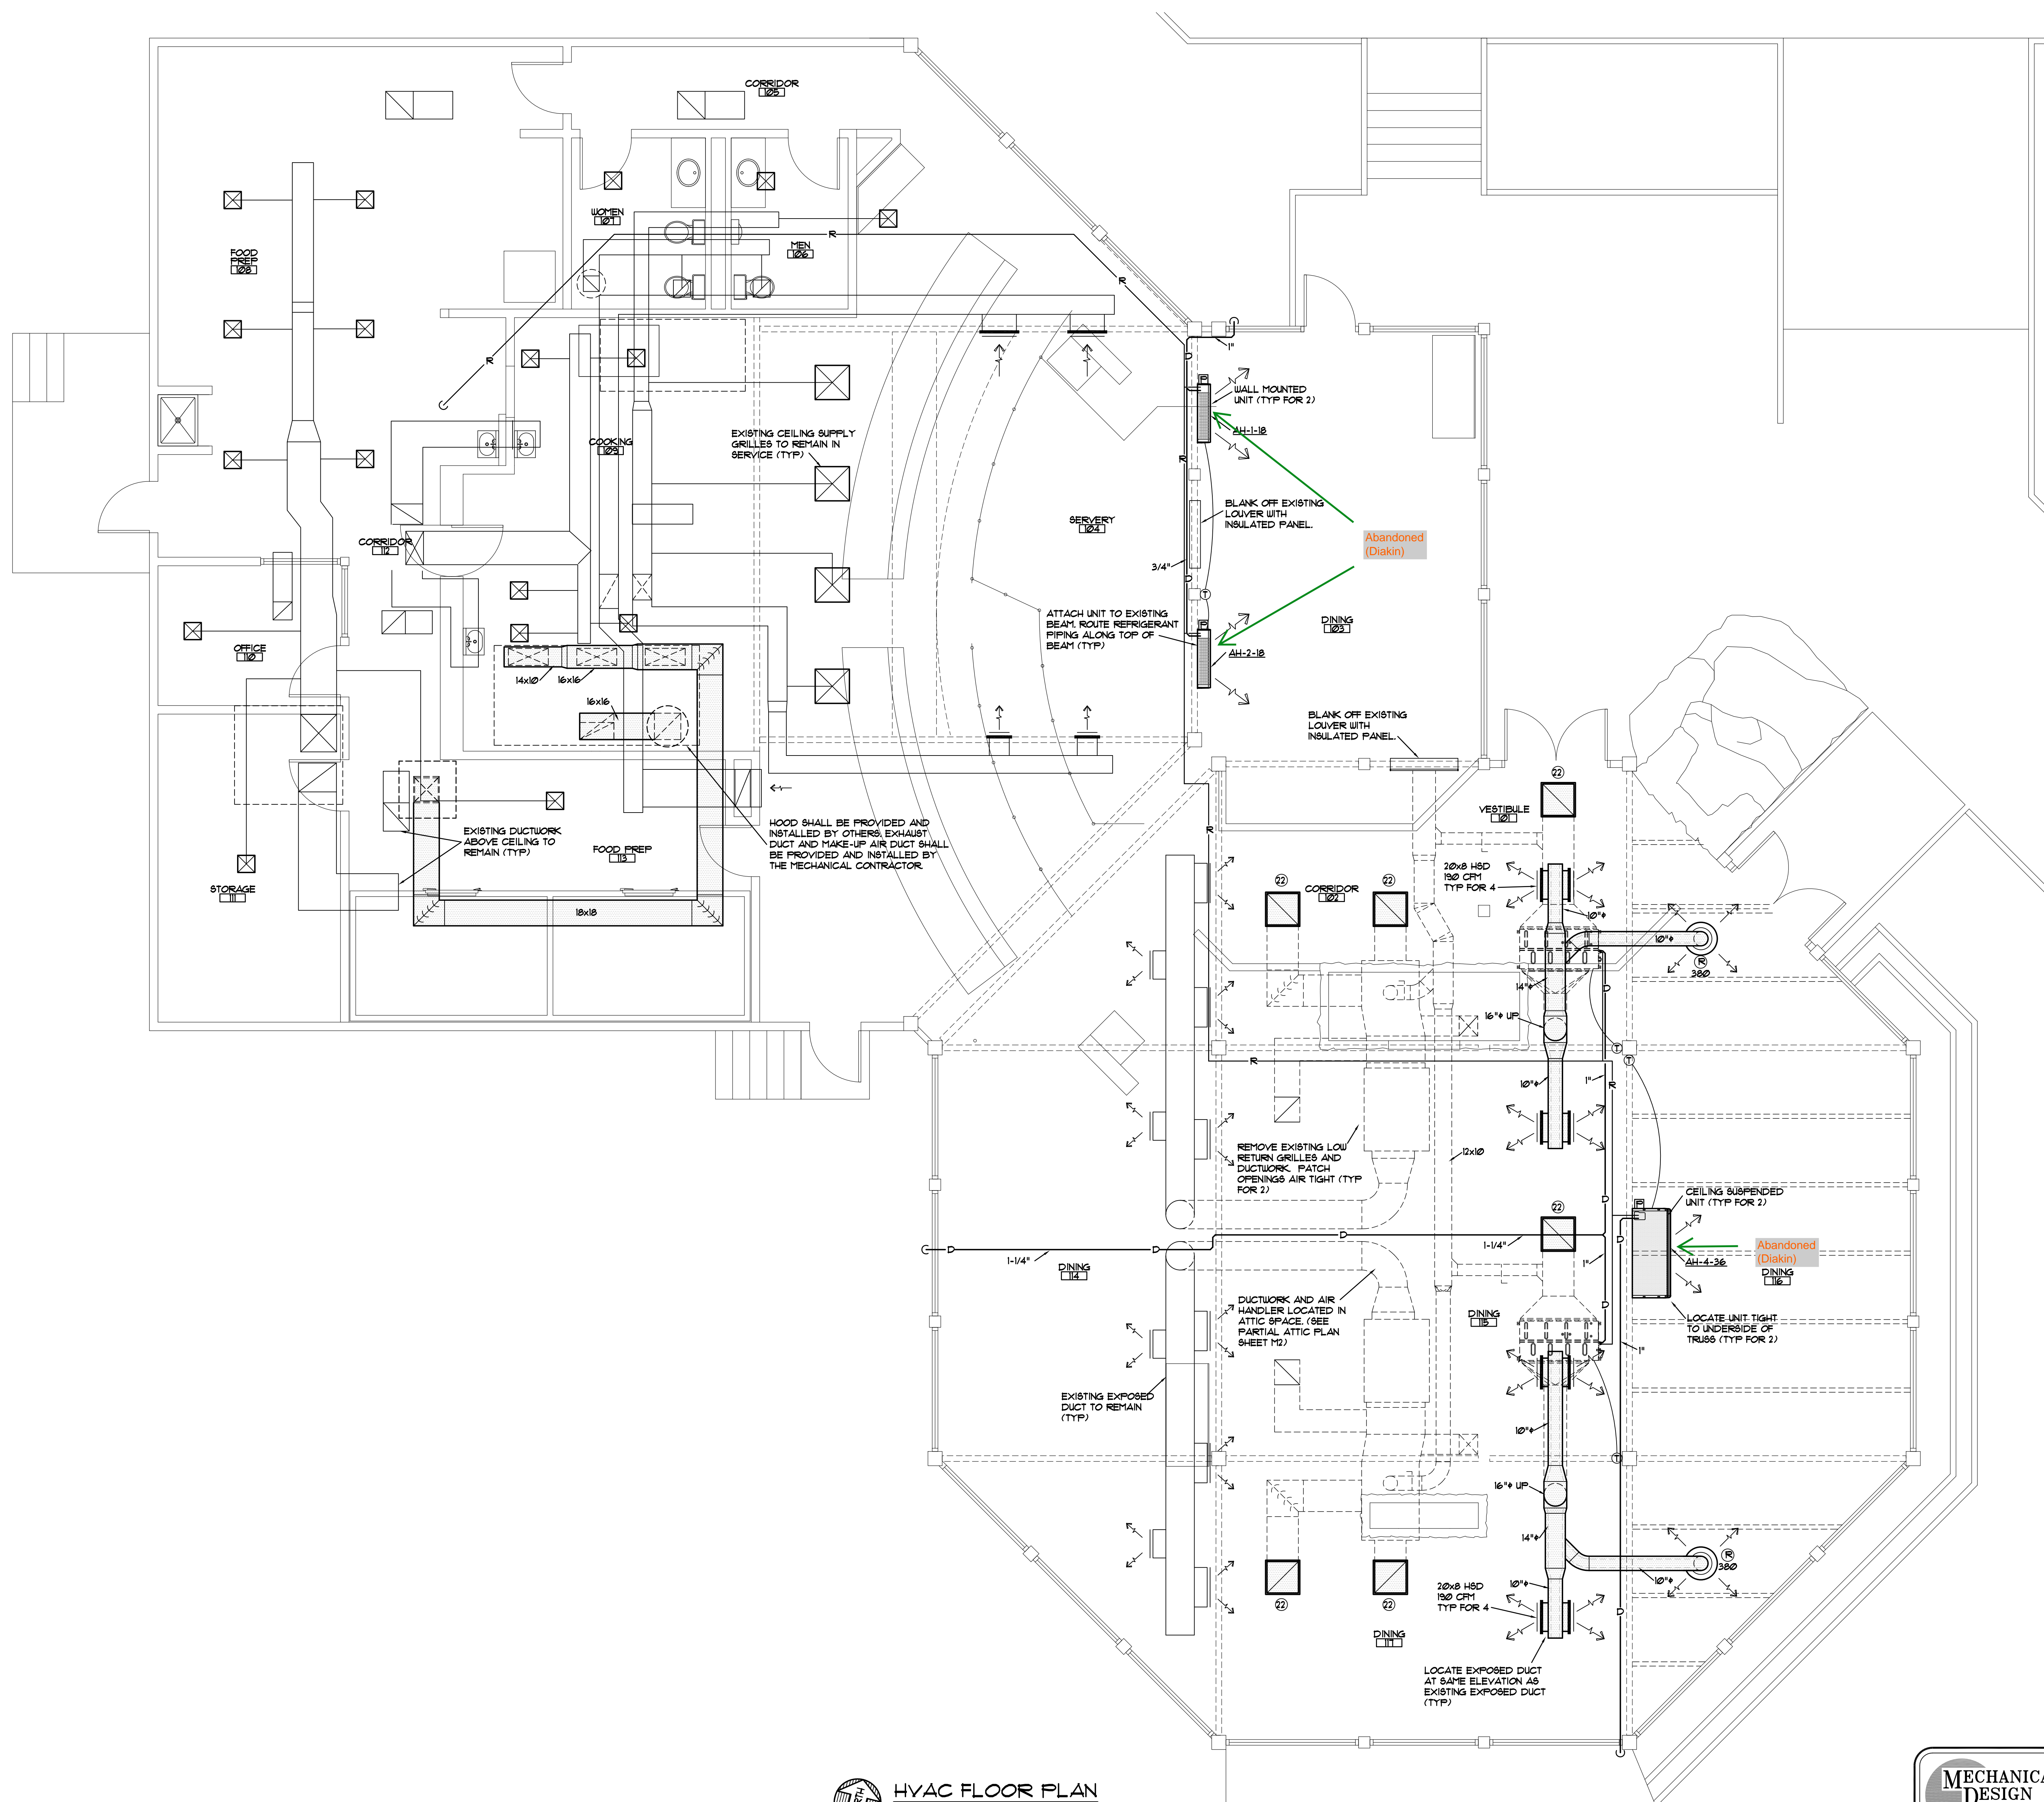 CORRIDOR
105
WOMEN
107
MEN
106
FOOD
PREP
108
R
R
R
1"
D
P
WALL MOUNTED
UNIT (TYP FOR 2)
AH-1-18
EXISTING CEILING SUPPLY
GRILLES TO REMAIN IN
SERVICE (TYP)
COOKING
109
R
BLANK OFF EXISTING
LOUVER WITH
INSULATED PANEL.
SERVERY
104
Abandoned
(Diakin)
CORRIDOR
112
3/4"
D
T
ATTACH UNIT TO EXISTING
BEAM. ROUTE REFRIGERANT
PIPING ALONG TOP OF
BEAM (TYP)
P
DINING
103
AH-2-18
OFFICE
110
14x10
16x16
16x16
BLANK OFF EXISTING
LOUVER WITH
INSULATED PANEL.
22
VESTIBULE
101
HOOD SHALL BE PROVIDED AND
INSTALLED BY OTHERS. EXHAUST
DUCT AND MAKE-UP AIR DUCT SHALL
BE PROVIDED AND INSTALLED BY
THE MECHANICAL CONTRACTOR.
EXISTING DUCTWORK
ABOVE CEILING TO
REMAIN (TYP)
FOOD PREP
113
R
STORAGE
111
18x18
22
22
CORRIDOR
102
20x8 HSD
190 CFM
TYP FOR 4
10"ϕ
10"ϕ
R
380
14"ϕ
D
16"ϕ UP
T
T
R
10"ϕ
1"
R
REMOVE EXISTING LOW
RETURN GRILLES AND
DUCTWORK. PATCH
OPENINGS AIR TIGHT (TYP
FOR 2)
12x10
D
22
P
CEILING SUSPENDED
UNIT (TYP FOR 2)
D
D
D
1-1/4"
1-1/4"
1"
D
Abandoned
(Diakin)
AH-4-36
DINING
116
DINING
114
DUCTWORK AND AIR
HANDLER LOCATED IN
ATTIC SPACE. (SEE
PARTIAL ATTIC PLAN
SHEET M2)
DINING
115
D
LOCATE UNIT TIGHT
TO UNDERSIDE OF
TRUSS (TYP FOR 2)
1"
EXISTING EXPOSED
DUCT TO REMAIN
(TYP)
10"ϕ
T
16"ϕ UP
14"ϕ
R
380
10"ϕ
10"ϕ
20x8 HSD
190 CFM
TYP FOR 4
22
22
D
DINING
117
LOCATE EXPOSED DUCT
AT SAME ELEVATION AS
EXISTING EXPOSED DUCT
(TYP)
HVAC FLOOR PLAN
MECHANICA
DESIGN